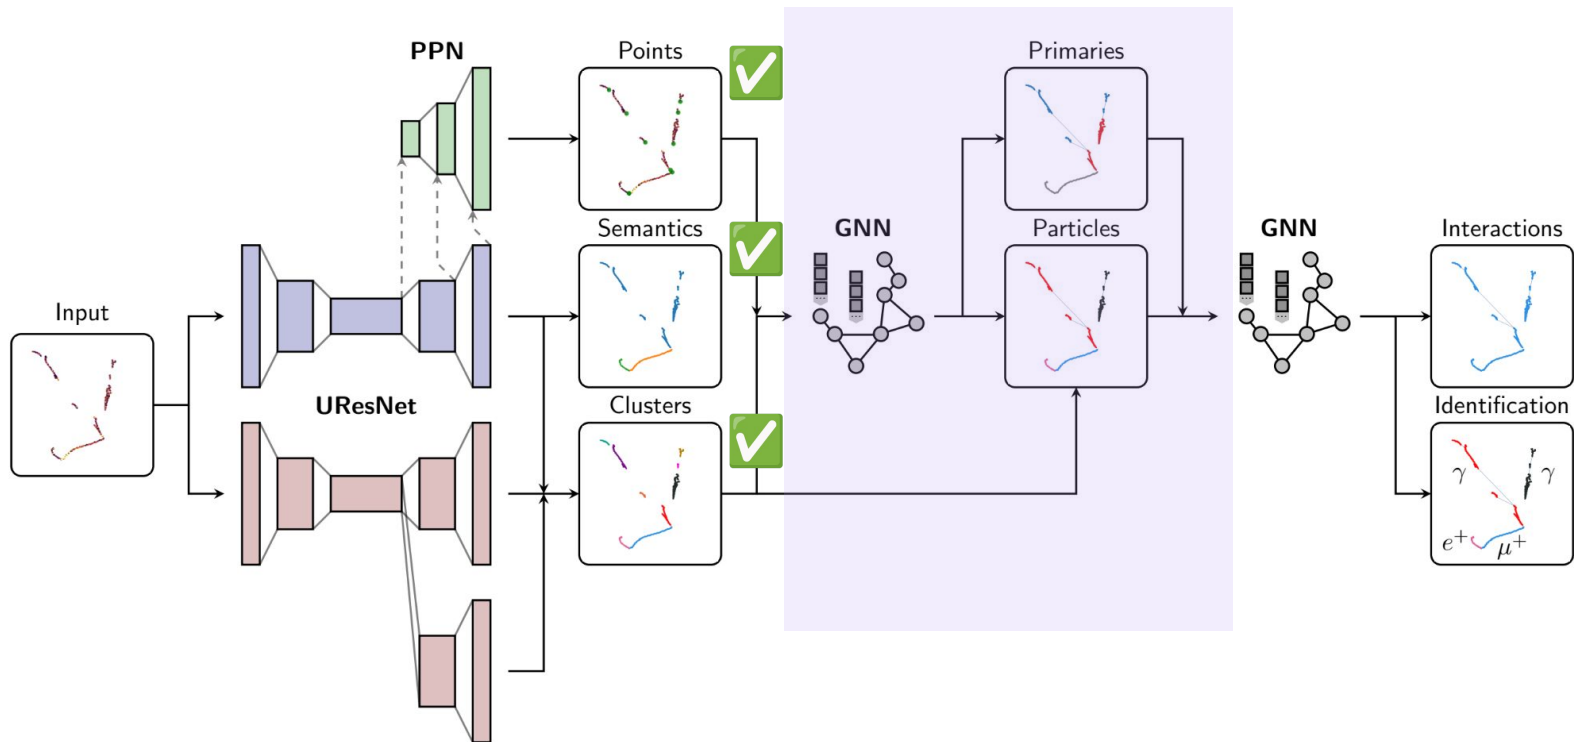 PPN
Points
Primaries
Semantics
GNN
Particles
GNN
Interactions
Input
UResNet
Clusters
Identification
...
...
...
...
γ
γ
e+
μ+